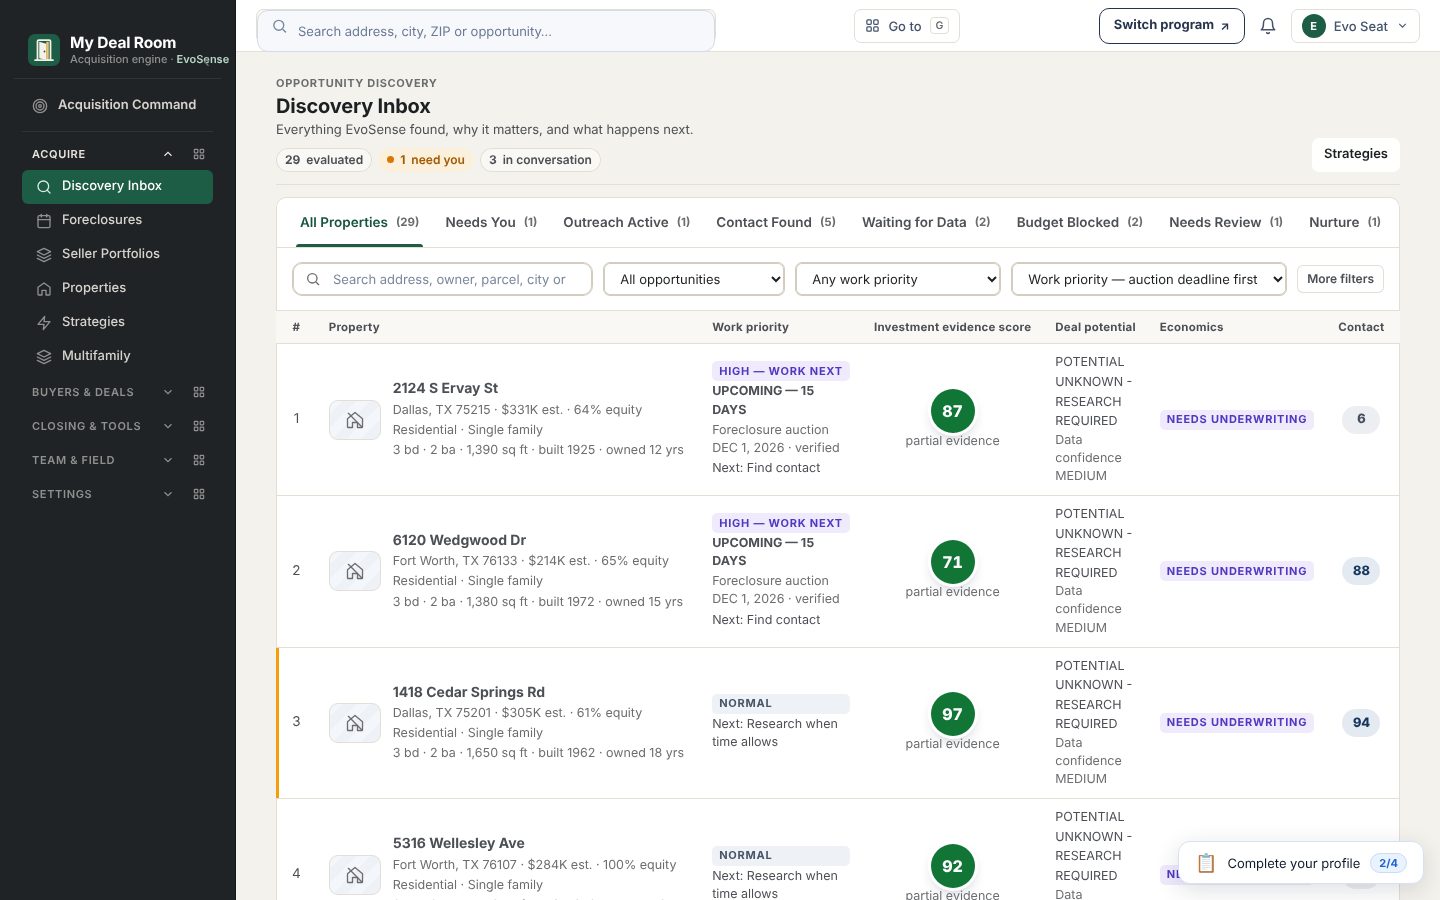 My Deal Room
Acquisition engine · EvoSense
Acquisition Command
ACQUIRE
Discovery Inbox
Foreclosures
Seller Portfolios
Properties
Strategies
Multifamily
BUYERS & DEALS
CLOSING & TOOLS
TEAM & FIELD
SETTINGS
Search address, city, ZIP or opportunity...
Go to G
Switch program ↗
E Evo Seat
OPPORTUNITY DISCOVERY
Discovery Inbox
Everything EvoSense found, why it matters, and what happens next.
29 evaluated
1 need you
3 in conversation
Strategies
All Properties (29)
Needs You (1)
Outreach Active (1)
Contact Found (5)
Waiting for Data (2)
Budget Blocked (2)
Needs Review (1)
Nurture (1)
Search address, owner, parcel, city or
All opportunities
Any work priority
Work priority — auction deadline first
More filters
# Property Work priority Investment evidence score Deal potential Economics Contact
1
2124 S Ervay St
Dallas, TX 75215 · $331K est. · 64% equity
Residential · Single family
3 bd · 2 ba · 1,390 sq ft · built 1925 · owned 12 yrs
HIGH — WORK NEXT
UPCOMING — 15
DAYS
Foreclosure auction
DEC 1, 2026 · verified
Next: Find contact
87
partial evidence
POTENTIAL
UNKNOWN -
RESEARCH
REQUIRED
Data
confidence
MEDIUM
NEEDS UNDERWRITING
6
2
6120 Wedgwood Dr
Fort Worth, TX 76133 · $214K est. · 65% equity
Residential · Single family
3 bd · 2 ba · 1,380 sq ft · built 1972 · owned 15 yrs
HIGH — WORK NEXT
UPCOMING — 15
DAYS
Foreclosure auction
DEC 1, 2026 · verified
Next: Find contact
71
partial evidence
POTENTIAL
UNKNOWN -
RESEARCH
REQUIRED
Data
confidence
MEDIUM
NEEDS UNDERWRITING
88
3
1418 Cedar Springs Rd
Dallas, TX 75201 · $305K est. · 61% equity
Residential · Single family
3 bd · 2 ba · 1,650 sq ft · built 1962 · owned 18 yrs
NORMAL
Next: Research when
time allows
97
partial evidence
POTENTIAL
UNKNOWN -
RESEARCH
REQUIRED
Data
confidence
MEDIUM
NEEDS UNDERWRITING
94
4
5316 Wellesley Ave
Fort Worth, TX 76107 · $284K est. · 100% equity
Residential · Single family
NORMAL
Next: Research when
time allows
92
partial evidence
POTENTIAL
UNKNOWN -
RESEARCH
REQUIRED
Data
Complete your profile 2/4